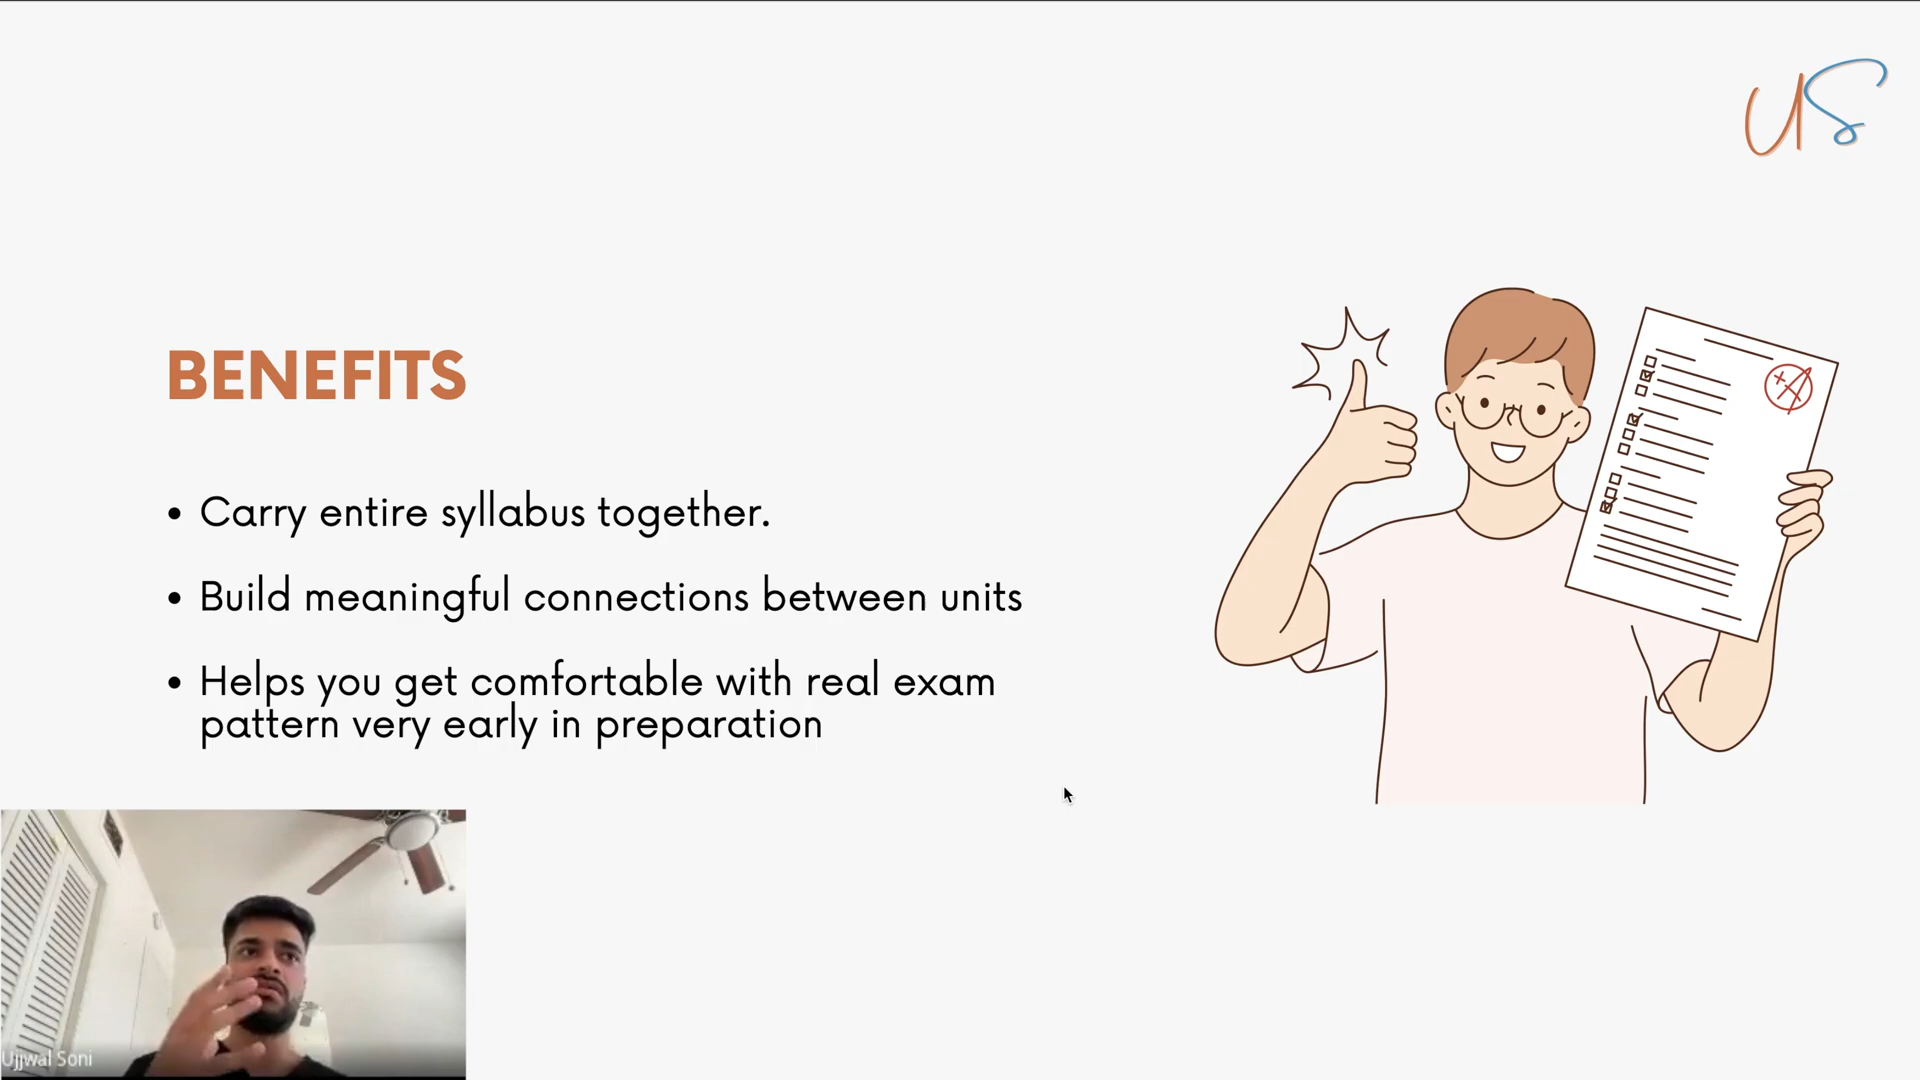 US
BENEFITS
• Carry entire syllabus together.
• Build meaningful connections between units
• Helps you get comfortable with real exam
pattern very early in preparation
A+
Ujjwal Soni